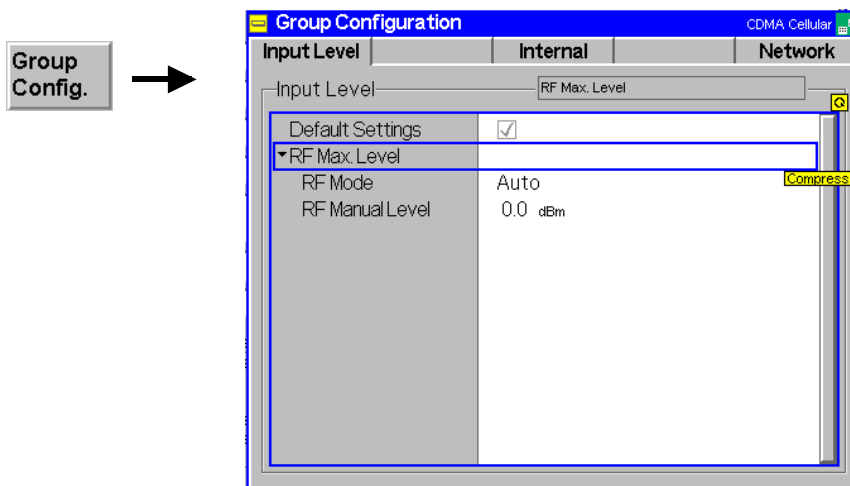 Group Config.
Group Configuration
CDMA Cellular
Input Level
Internal
Network
Input Level
RF Max. Level
Default Settings
RF Max. Level
Compress
RF Mode Auto
RF Manual Level 0.0 dBm